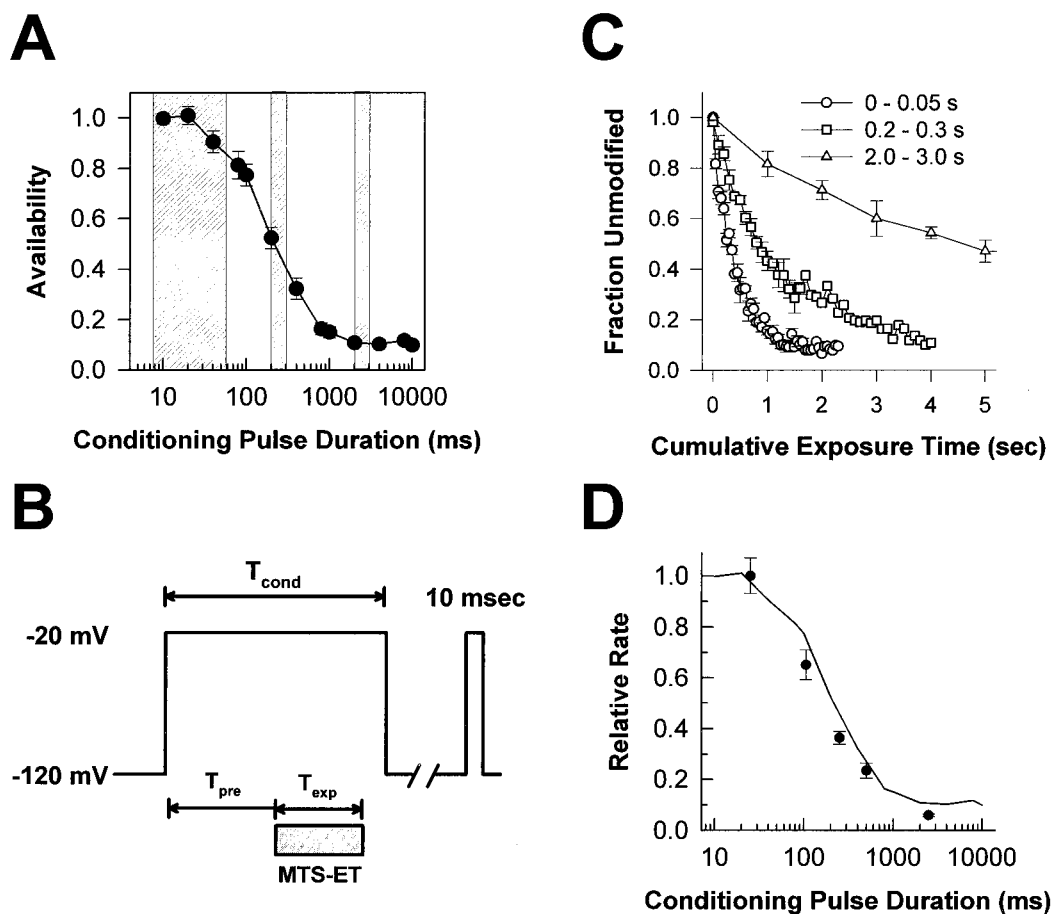 A
1.0
0.8
0.6
0.4
0.2
0.0
Availability
10 100 1000 10000
Conditioning Pulse Duration (ms)
B
T cond
10 msec
-20 mV
-120 mV
T pre
T exp
MTS-ET
C
0 - 0.05 s
0.2 - 0.3 s
2.0 - 3.0 s
1.0
0.8
0.6
0.4
0.2
0.0
Fraction Unmodified
0 1 2 3 4 5
Cumulative Exposure Time (sec)
D
1.0
0.8
0.6
0.4
0.2
0.0
Relative Rate
10 100 1000 10000
Conditioning Pulse Duration (ms)